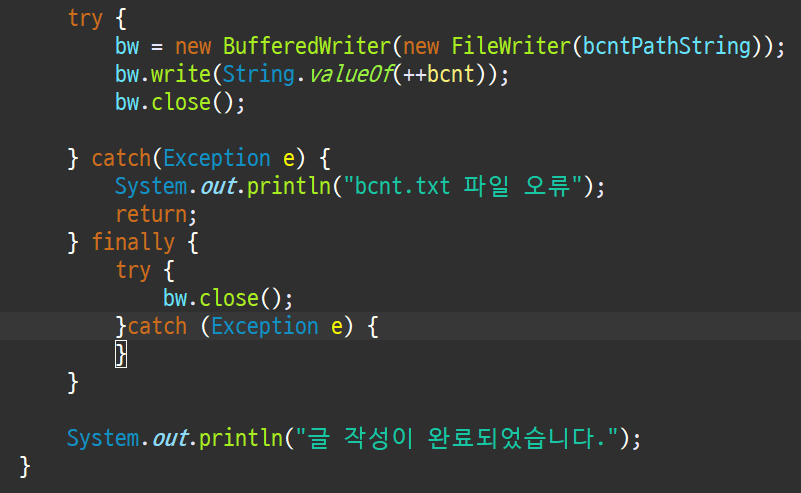 try {
bw = new BufferedWriter(new FileWriter(bcntPathString));
bw.write(String.valueOf(++bcnt));
bw.close();
} catch(Exception e) {
System.out.println("bcnt.txt 파일 오류");
return;
} finally {
try {
bw.close();
}catch (Exception e) {
}
}
System.out.println("글 작성이 완료되었습니다.");
}